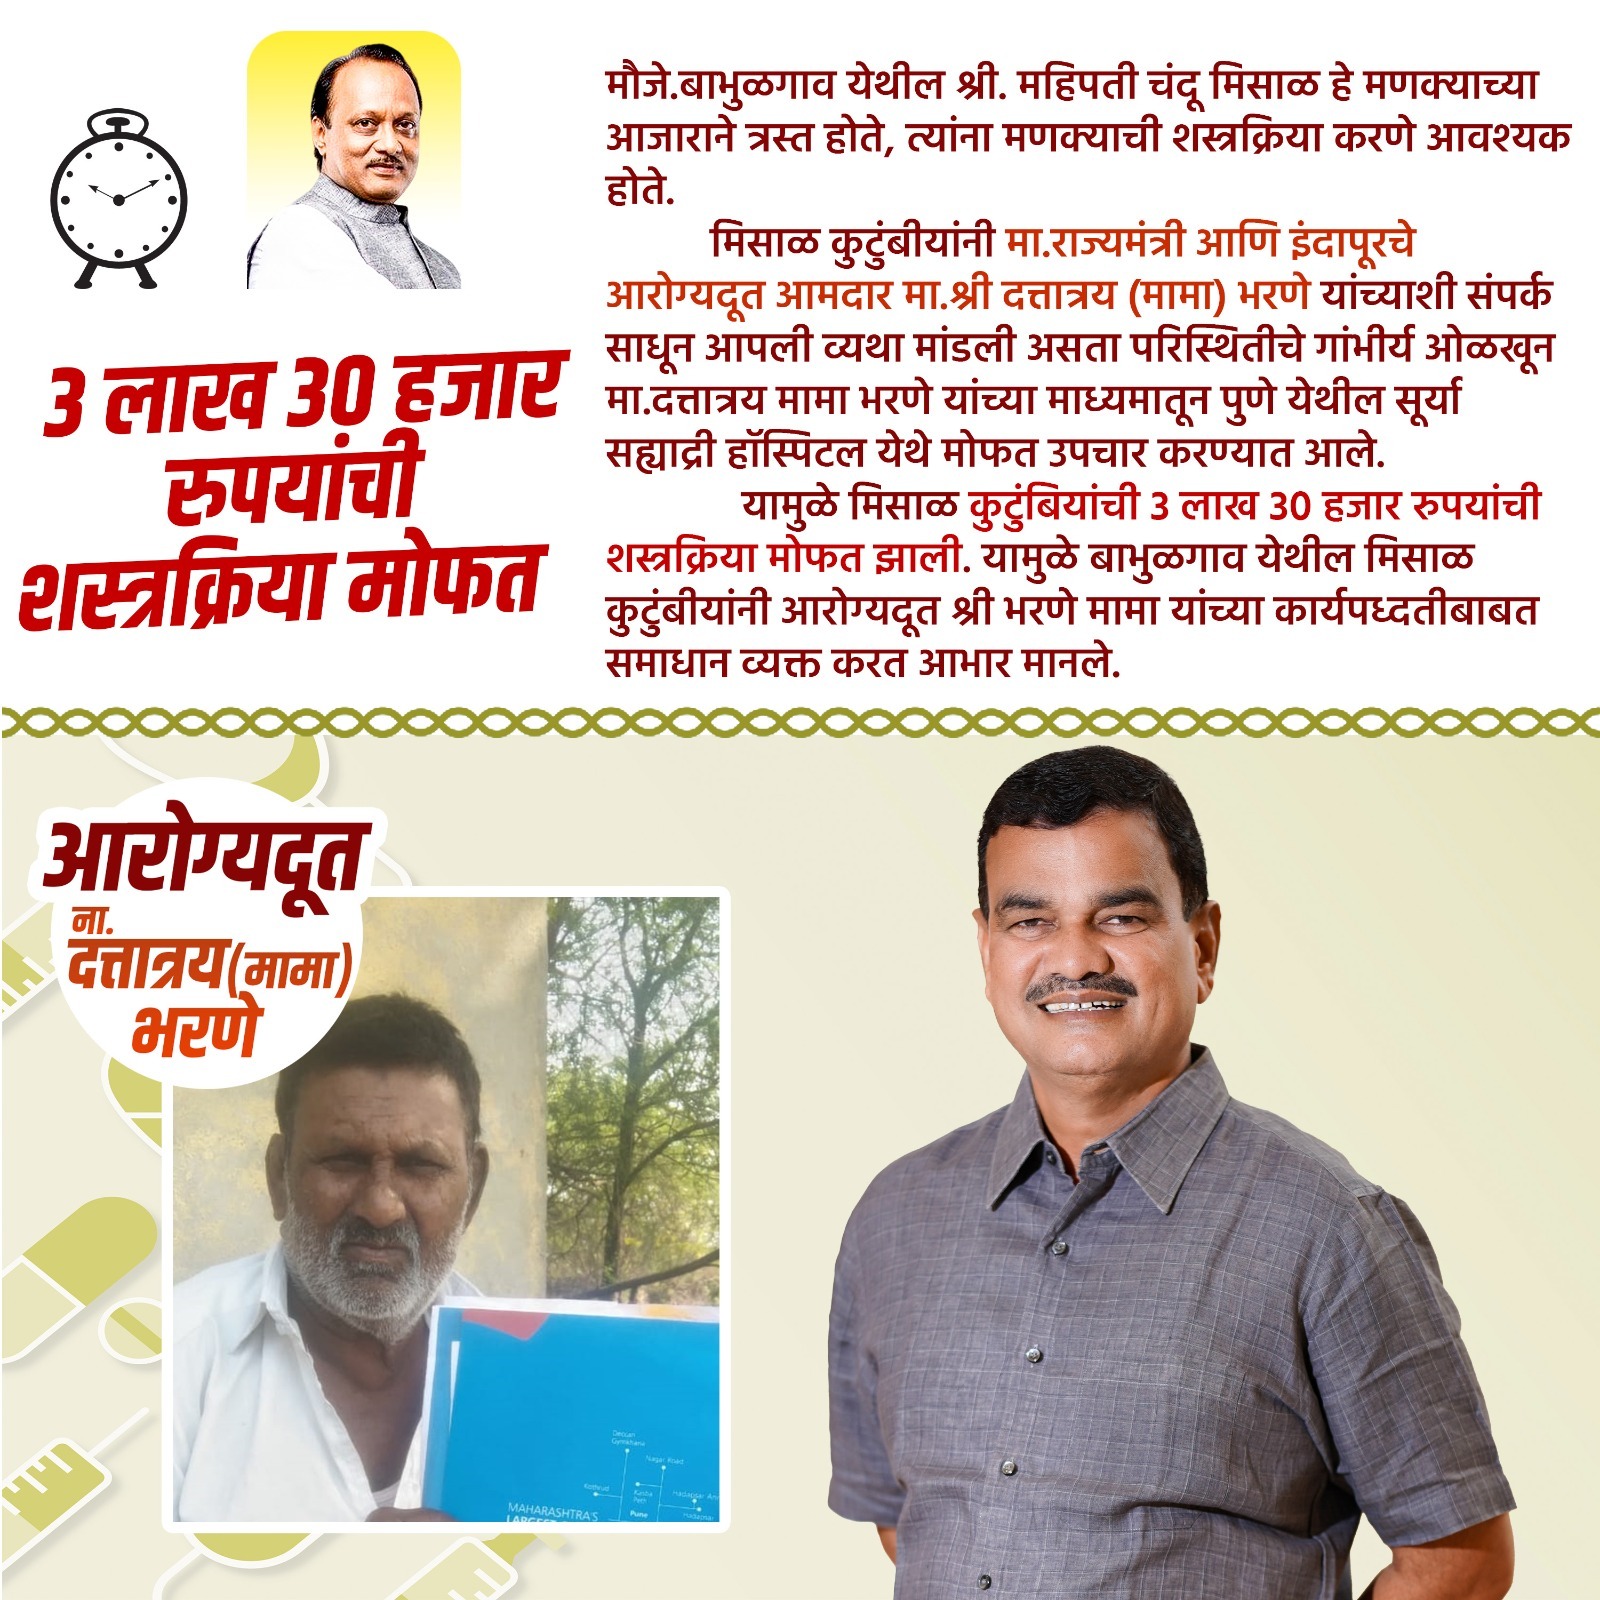 मौजे.बाभुळगाव येथील श्री. महिपती चंदू मिसाळ हे मणक्याच्या
आजाराने त्रस्त होते, त्यांना मणक्याची शस्त्रक्रिया करणे आवश्यक
होते.
मिसाळ कुटुंबीयांनी मा.राज्यमंत्री आणि इंदापूरचे
आरोग्यदूत आमदार मा.श्री दत्तात्रय (मामा) भरणे यांच्याशी संपर्क
साधून आपली व्यथा मांडली असता परिस्थितीचे गांभीर्य ओळखून
मा.दत्तात्रय मामा भरणे यांच्या माध्यमातून पुणे येथील सूर्या
सह्याद्री हॉस्पिटल येथे मोफत उपचार करण्यात आले.
यामुळे मिसाळ कुटुंबियांची 3 लाख 30 हजार रुपयांची
शस्त्रक्रिया मोफत झाली. यामुळे बाभुळगाव येथील मिसाळ
कुटुंबीयांनी आरोग्यदूत श्री भरणे मामा यांच्या कार्यपध्दतीबाबत
समाधान व्यक्त करत आभार मानले.
3 लाख 30 हजार
रुपयांची
शस्त्रक्रिया मोफत
आरोग्यदूत
ना.
दत्तात्रय(मामा)
भरणे
Deccan
Gymkhana
Nagar Road
Kothrud
Kasba
Peth
Hadapsar
Pune
Hadapsar
MAHARASHTRA'S
LARGEST